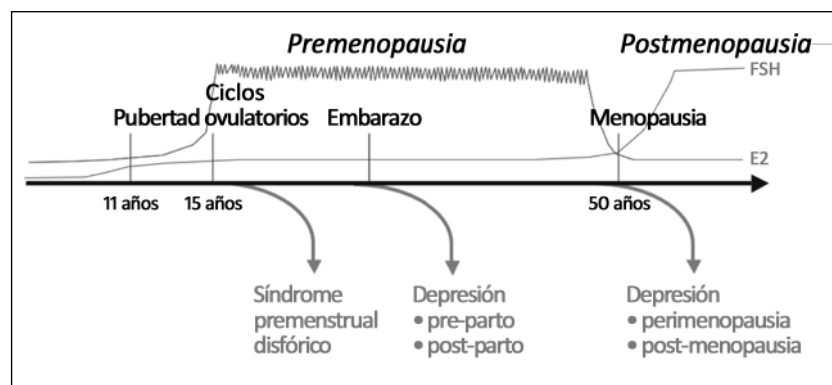 Premenopausia
Postmenopausia
FSH
Ciclos
Pubertad ovulatorios
Embarazo
Menopausia
E2
11 años
15 años
50 años
Síndrome
premenstrual
disfórico
Depresión
• pre-parto
• post-parto
Depresión
• perimenopausia
• post-menopausia